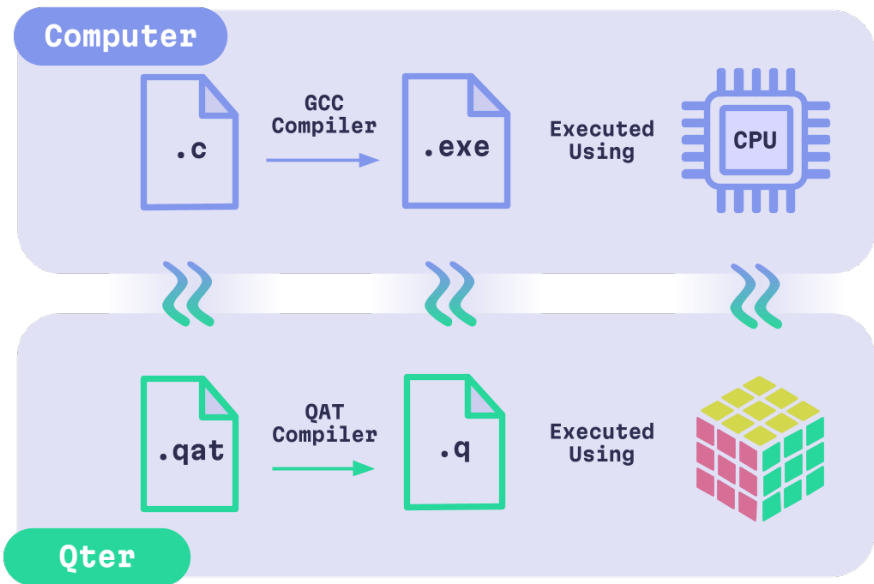 Computer
.c
GCC
Compiler
.exe
Executed
Using
CPU
.qat
QAT
Compiler
.q
Executed
Using
Qter